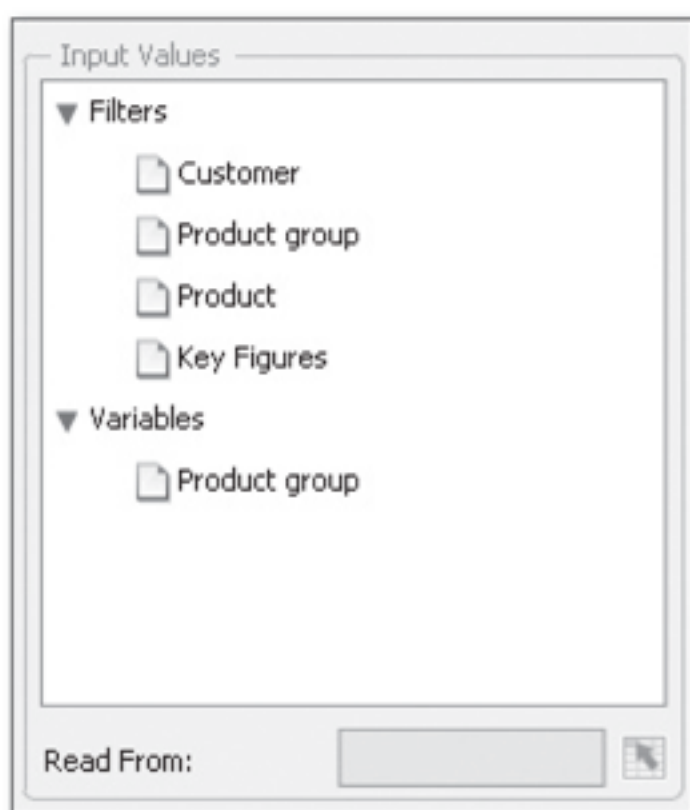 Input Values
Filters
Customer
Product group
Product
Key Figures
Variables
Product group
Read From: